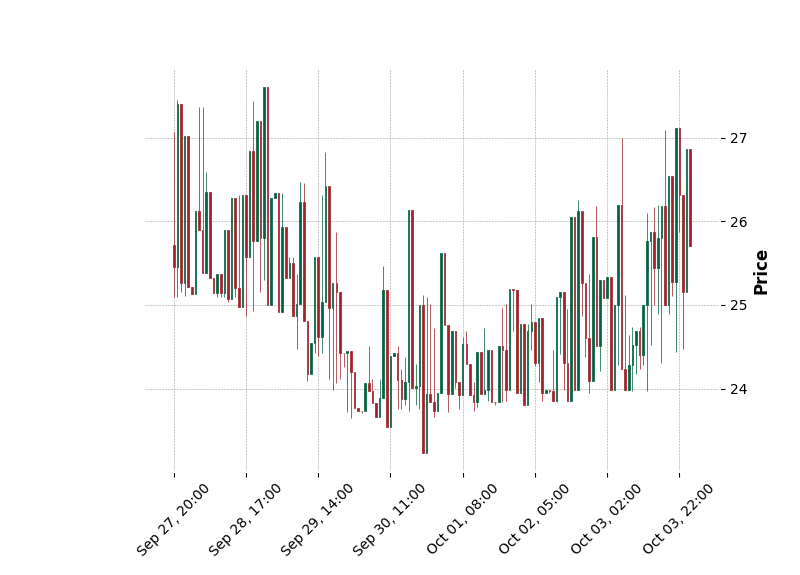 27
26
25
24
Price
Sep 27, 20:00
Sep 28, 17:00
Sep 29, 14:00
Sep 30, 11:00
Oct 01, 08:00
Oct 02, 05:00
Oct 03, 02:00
Oct 03, 22:00